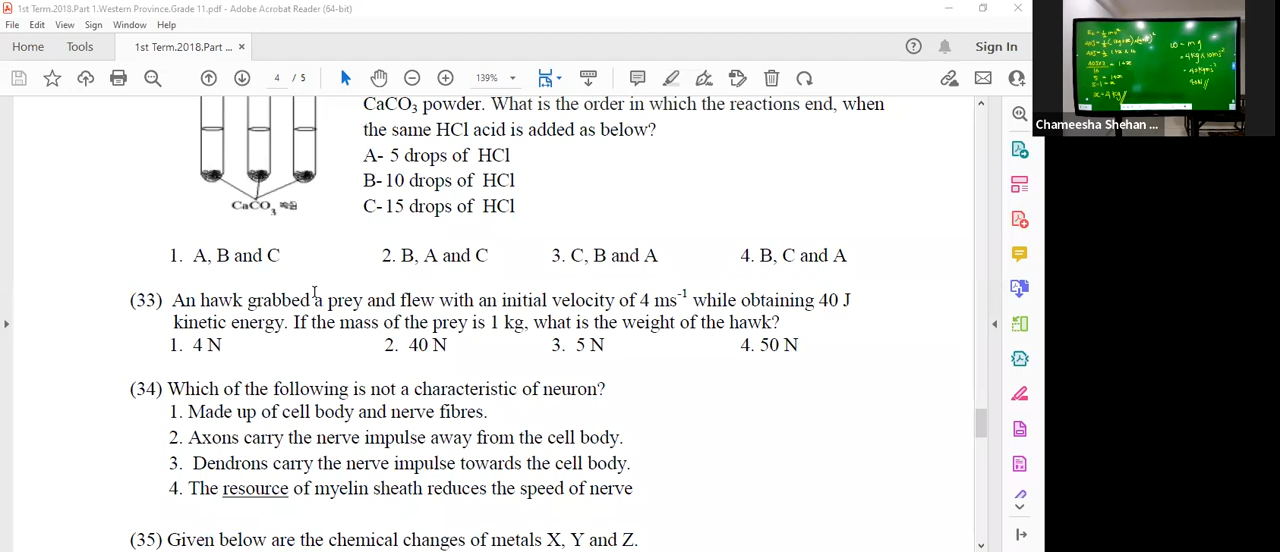 1st Term.2018.Part 1.Western Province.Grade 11.pdf - Adobe Acrobat Reader (64-bit)
File Edit View Sign Window Help
Home Tools 1st Term.2018.Part ... × Sign In
4 / 5 139%
CaCO₃ powder. What is the order in which the reactions end, when
the same HCl acid is added as below?
A- 5 drops of HCl
B- 10 drops of HCl
C- 15 drops of HCl
CaCO₃
1. A, B and C 2. B, A and C 3. C, B and A 4. B, C and A
(33) An hawk grabbed a prey and flew with an initial velocity of 4 ms⁻¹ while obtaining 40 J
kinetic energy. If the mass of the prey is 1 kg, what is the weight of the hawk?
1. 4 N 2. 40 N 3. 5 N 4. 50 N
(34) Which of the following is not a characteristic of neuron?
1. Made up of cell body and nerve fibres.
2. Axons carry the nerve impulse away from the cell body.
3. Dendrons carry the nerve impulse towards the cell body.
4. The resource of myelin sheath reduces the speed of nerve
(35) Given below are the chemical changes of metals X, Y and Z.
Chameesha Shehan ...